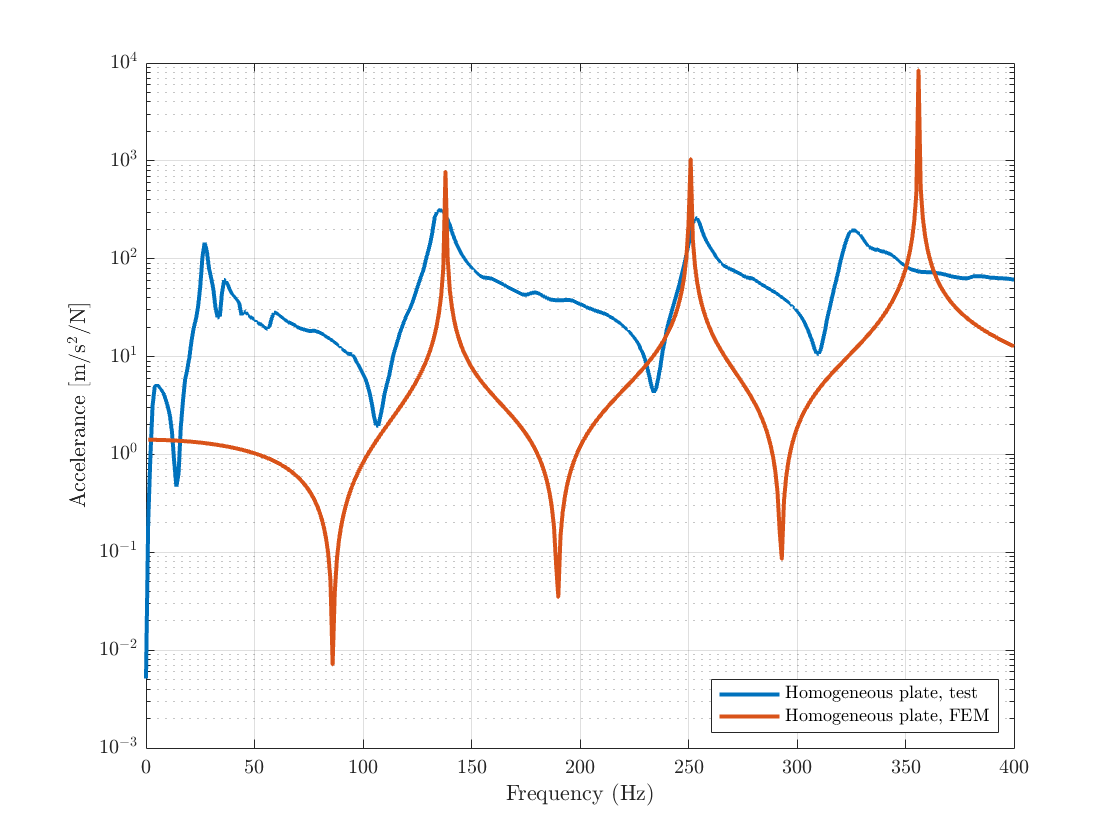 10^4
10^3
10^2
10^1
10^0
10^−1
10^−2
10^−3
Accelerance [m/s^2/N]
0 50 100 150 200 250 300 350 400
Frequency (Hz)
Homogeneous plate, test
Homogeneous plate, FEM